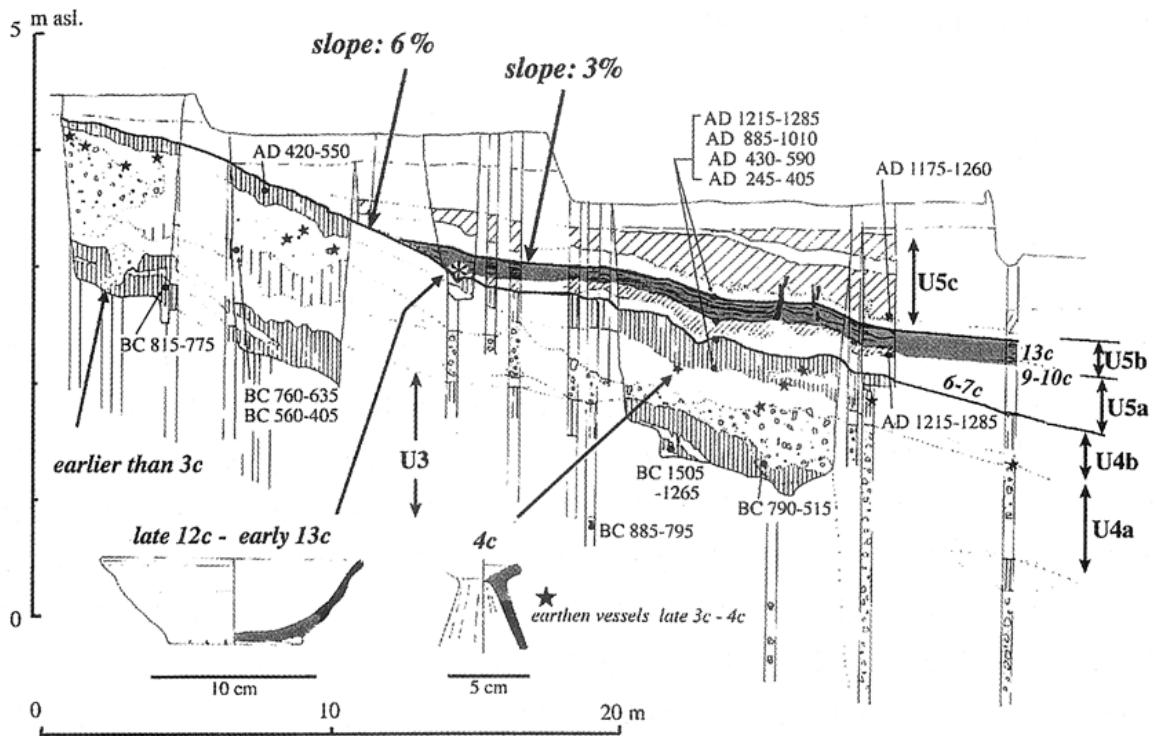 5
m asl.
slope: 6%
slope: 3%
AD 1215-1285
AD 885-1010
AD 430- 590
AD 245- 405
AD 420-550
AD 1175-1260
U5c
BC 815-775
13c
U5b
9-10c
6-7c
U5a
BC 760-635
BC 560-405
AD 1215-1285
earlier than 3c
U3
U4b
BC 1505
-1265
BC 790-515
BC 885-795
U4a
late 12c - early 13c
4c
0
earthen vessels late 3c - 4c
10 cm
5 cm
0
10
20 m